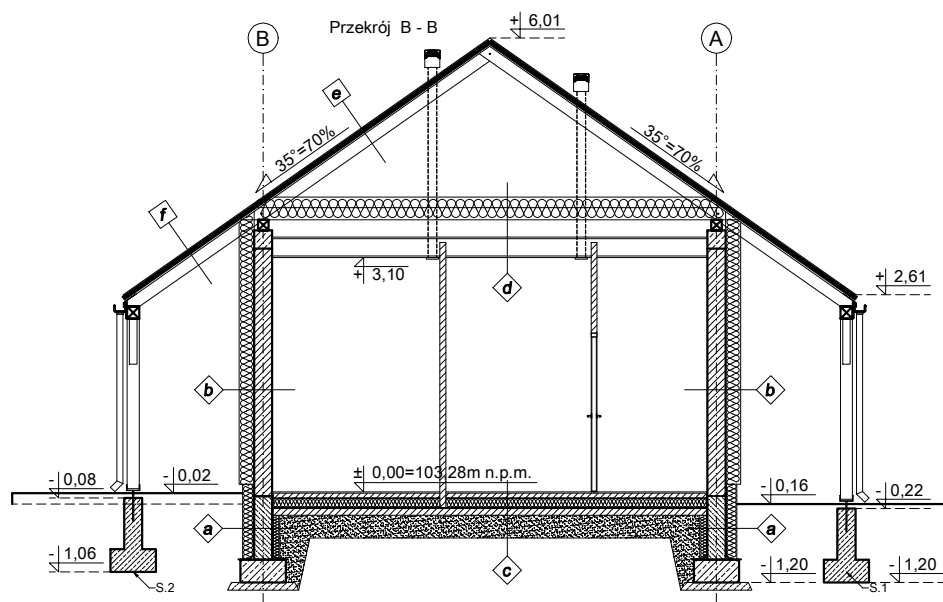 Przekrój B - B
+ 6,01
B
A
e
35°=70%
35°=70%
f
+ 3,10
d
+ 2,61
b
b
± 0,00=103,28m n.p.m.
- 0,08
- 0,02
- 0,16
- 0,22
a
a
- 1,06
c
- 1,20
- 1,20
S.2
S.1